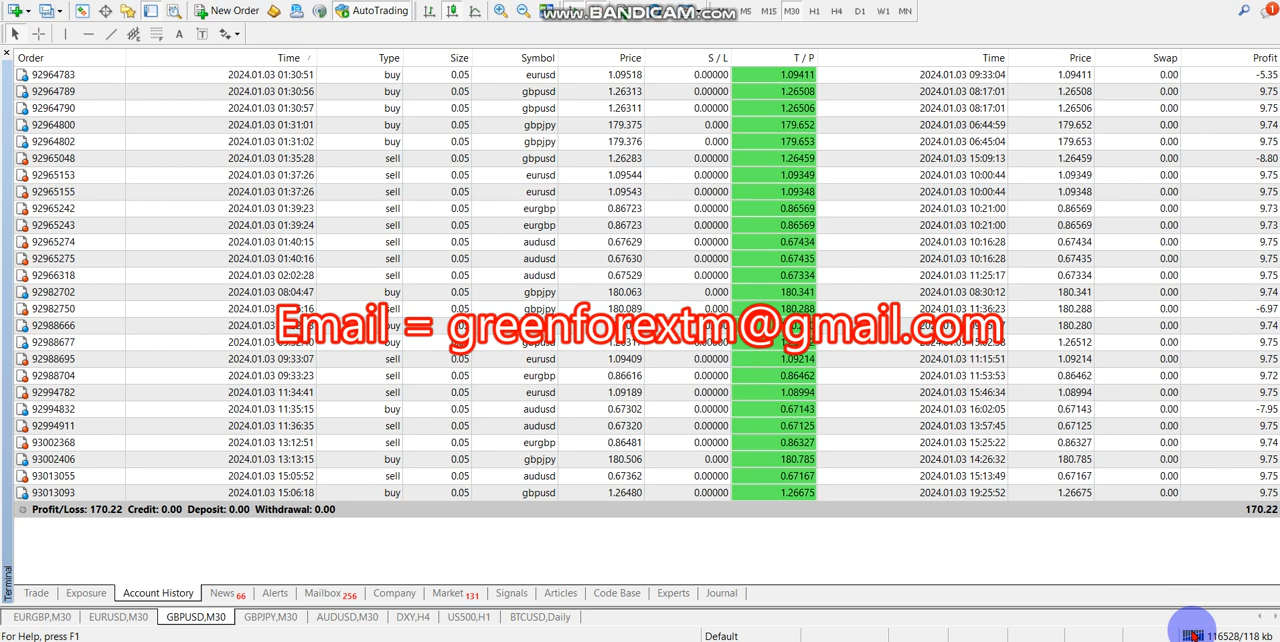 New Order AutoTrading www.BANDICAM.com M5 M15 M30 H1 H4 D1 W1 MN 1
A T
Order Time / Type Size Symbol Price S / L T / P Time Price Swap Profit
92964783 2024.01.03 01:30:51 buy 0.05 eurusd 1.09518 0.00000 1.09411 2024.01.03 09:33:04 1.09411 0.00 -5.35
92964789 2024.01.03 01:30:56 buy 0.05 gbpusd 1.26313 0.00000 1.26508 2024.01.03 08:17:01 1.26508 0.00 9.75
92964790 2024.01.03 01:30:57 buy 0.05 gbpusd 1.26311 0.00000 1.26506 2024.01.03 08:17:01 1.26506 0.00 9.75
92964800 2024.01.03 01:31:01 buy 0.05 gbpjpy 179.375 0.000 179.652 2024.01.03 06:44:59 179.652 0.00 9.74
92964802 2024.01.03 01:31:02 buy 0.05 gbpjpy 179.376 0.000 179.653 2024.01.03 06:45:04 179.653 0.00 9.74
92965048 2024.01.03 01:35:28 sell 0.05 gbpusd 1.26283 0.00000 1.26459 2024.01.03 15:09:13 1.26459 0.00 -8.80
92965153 2024.01.03 01:37:26 sell 0.05 eurusd 1.09544 0.00000 1.09349 2024.01.03 10:00:44 1.09349 0.00 9.75
92965155 2024.01.03 01:37:26 sell 0.05 eurusd 1.09543 0.00000 1.09348 2024.01.03 10:00:44 1.09348 0.00 9.75
92965242 2024.01.03 01:39:23 sell 0.05 eurgbp 0.86723 0.00000 0.86569 2024.01.03 10:21:00 0.86569 0.00 9.73
92965243 2024.01.03 01:39:24 sell 0.05 eurgbp 0.86723 0.00000 0.86569 2024.01.03 10:21:00 0.86569 0.00 9.73
92965274 2024.01.03 01:40:15 sell 0.05 audusd 0.67629 0.00000 0.67434 2024.01.03 10:16:28 0.67434 0.00 9.75
92965275 2024.01.03 01:40:16 sell 0.05 audusd 0.67630 0.00000 0.67435 2024.01.03 10:16:28 0.67435 0.00 9.75
92966318 2024.01.03 02:02:28 sell 0.05 audusd 0.67529 0.00000 0.67334 2024.01.03 11:25:17 0.67334 0.00 9.75
92982702 2024.01.03 08:04:47 buy 0.05 gbpjpy 180.063 0.000 180.341 2024.01.03 08:30:12 180.341 0.00 9.74
92982750 2024.01.03 sell 0.05 gbpjpy 180.089 0.000 180.288 2024.01.03 11:36:23 180.288 0.00 -6.97
Email = greenforextm@gmail.com
92988666 180.280 0.00 9.74
92988677 1.26512 0.00 9.75
92988695 2024.01.03 09:33:07 sell 0.05 eurusd 1.09409 0.00000 1.09214 2024.01.03 11:15:51 1.09214 0.00 9.75
92988704 2024.01.03 09:33:23 sell 0.05 eurgbp 0.86616 0.00000 0.86462 2024.01.03 11:53:53 0.86462 0.00 9.72
92994782 2024.01.03 11:34:41 sell 0.05 eurusd 1.09189 0.00000 1.08994 2024.01.03 15:46:34 1.08994 0.00 9.75
92994832 2024.01.03 11:35:15 buy 0.05 audusd 0.67302 0.00000 0.67143 2024.01.03 16:02:05 0.67143 0.00 -7.95
92994911 2024.01.03 11:36:35 sell 0.05 audusd 0.67320 0.00000 0.67125 2024.01.03 13:57:45 0.67125 0.00 9.75
93002368 2024.01.03 13:12:51 sell 0.05 eurgbp 0.86481 0.00000 0.86327 2024.01.03 15:25:22 0.86327 0.00 9.74
93002406 2024.01.03 13:13:15 buy 0.05 gbpjpy 180.506 0.000 180.785 2024.01.03 14:26:32 180.785 0.00 9.75
93013055 2024.01.03 15:05:52 sell 0.05 audusd 0.67362 0.00000 0.67167 2024.01.03 15:13:49 0.67167 0.00 9.75
93013093 2024.01.03 15:06:18 buy 0.05 gbpusd 1.26480 0.00000 1.26675 2024.01.03 19:25:52 1.26675 0.00 9.75
Profit/Loss: 170.22 Credit: 0.00 Deposit: 0.00 Withdrawal: 0.00 170.22
Terminal
Trade Exposure Account History News 66 Alerts Mailbox 256 Company Market 131 Signals Articles Code Base Experts Journal
EURGBP,M30 EURUSD,M30 GBPUSD,M30 GBPJPY,M30 AUDUSD,M30 DXY,H4 US500,H1 BTCUSD,Daily
For Help, press F1 Default 116528/118 kb